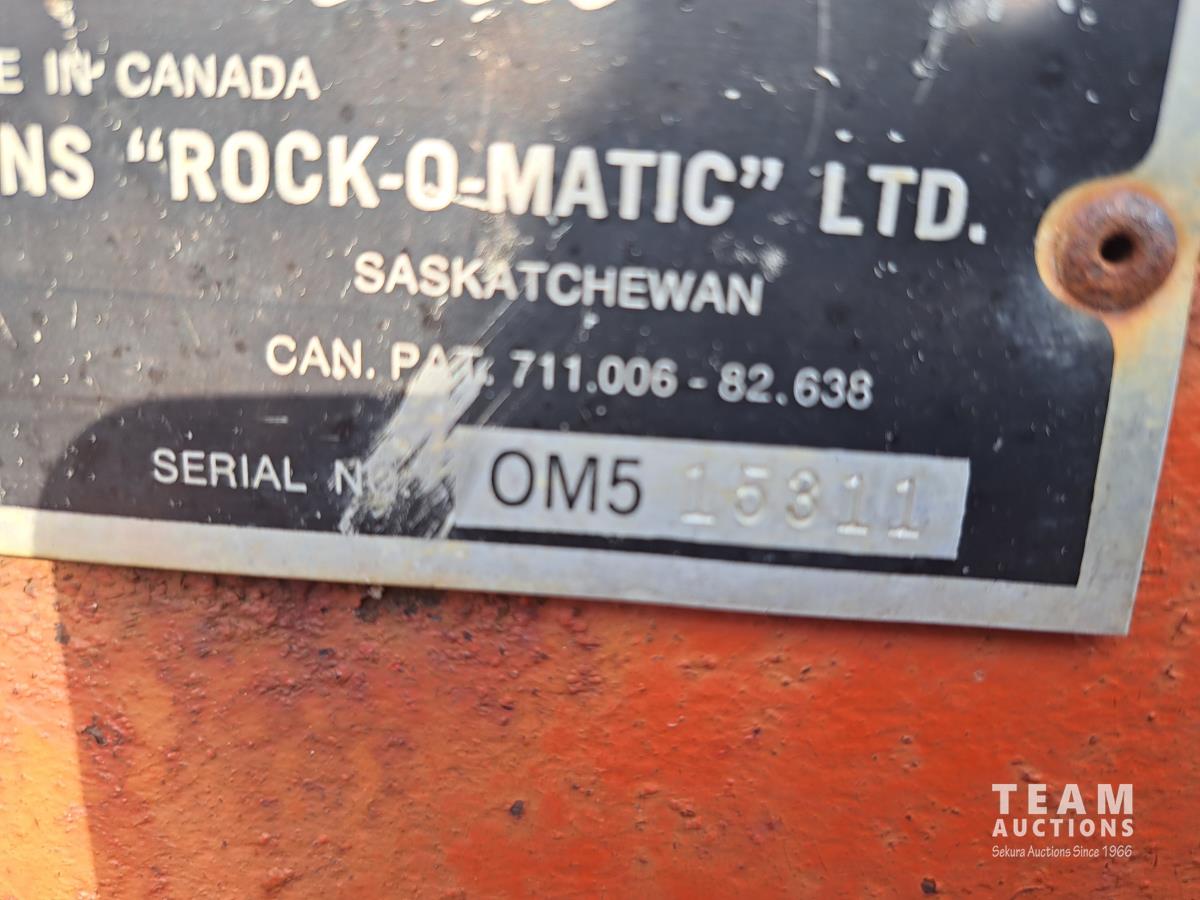 E IN CANADA
NS "ROCK-O-MATIC" LTD.
SASKATCHEWAN
CAN. PAT. 711.006 - 82.638
SERIAL NO. OM5 15311
TEAM
AUCTIONS
Sekura Auctions Since 1966